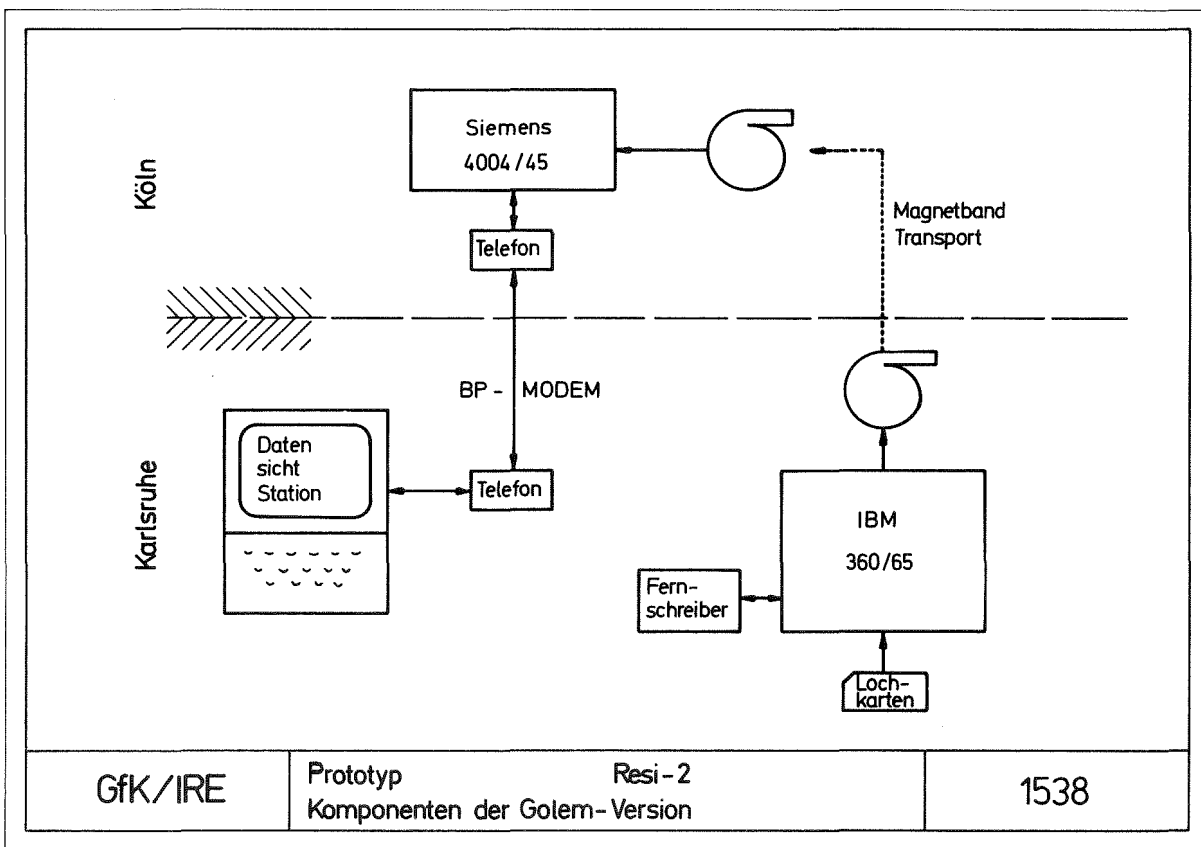 Köln
Siemens
4004/45
Telefon
Magnetband
Transport
BP - MODEM
Karlsruhe
Daten
sicht
Station
Telefon
IBM
360/65
Fern-
schreiber
Loch-
karten
GfK/IRE
Prototyp Resi-2
Komponenten der Golem-Version
1538